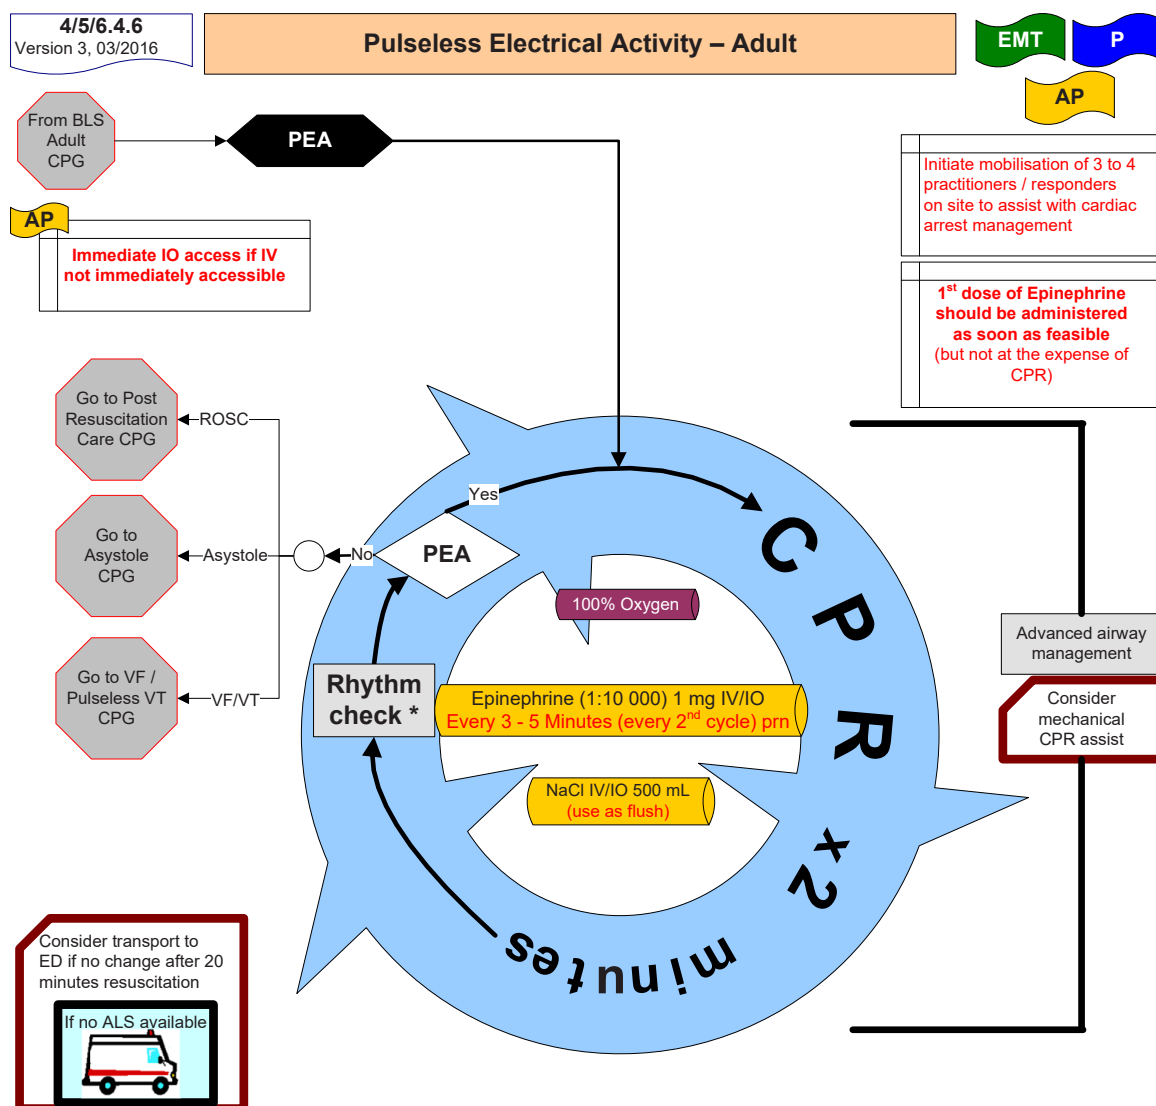 4/5/6.4.6
Version 3, 03/2016
Pulseless Electrical Activity – Adult
EMT
P
AP
From BLS
Adult
CPG
PEA
Initiate mobilisation of 3 to 4
practitioners / responders
on site to assist with cardiac
arrest management
AP
Immediate IO access if IV
not immediately accessible
1st dose of Epinephrine
should be administered
as soon as feasible
(but not at the expense of
CPR)
Go to Post
Resuscitation
Care CPG
ROSC
Yes
Go to
Asystole
CPG
Asystole
No
PEA
CPR x2 minutes
100% Oxygen
Advanced airway
management
Go to VF /
Pulseless VT
CPG
VF/VT
Rhythm
check *
Epinephrine (1:10 000) 1 mg IV/IO
Every 3 - 5 Minutes (every 2nd cycle) prn
Consider
mechanical
CPR assist
NaCl IV/IO 500 mL
(use as flush)
Consider transport to
ED if no change after 20
minutes resuscitation
If no ALS available